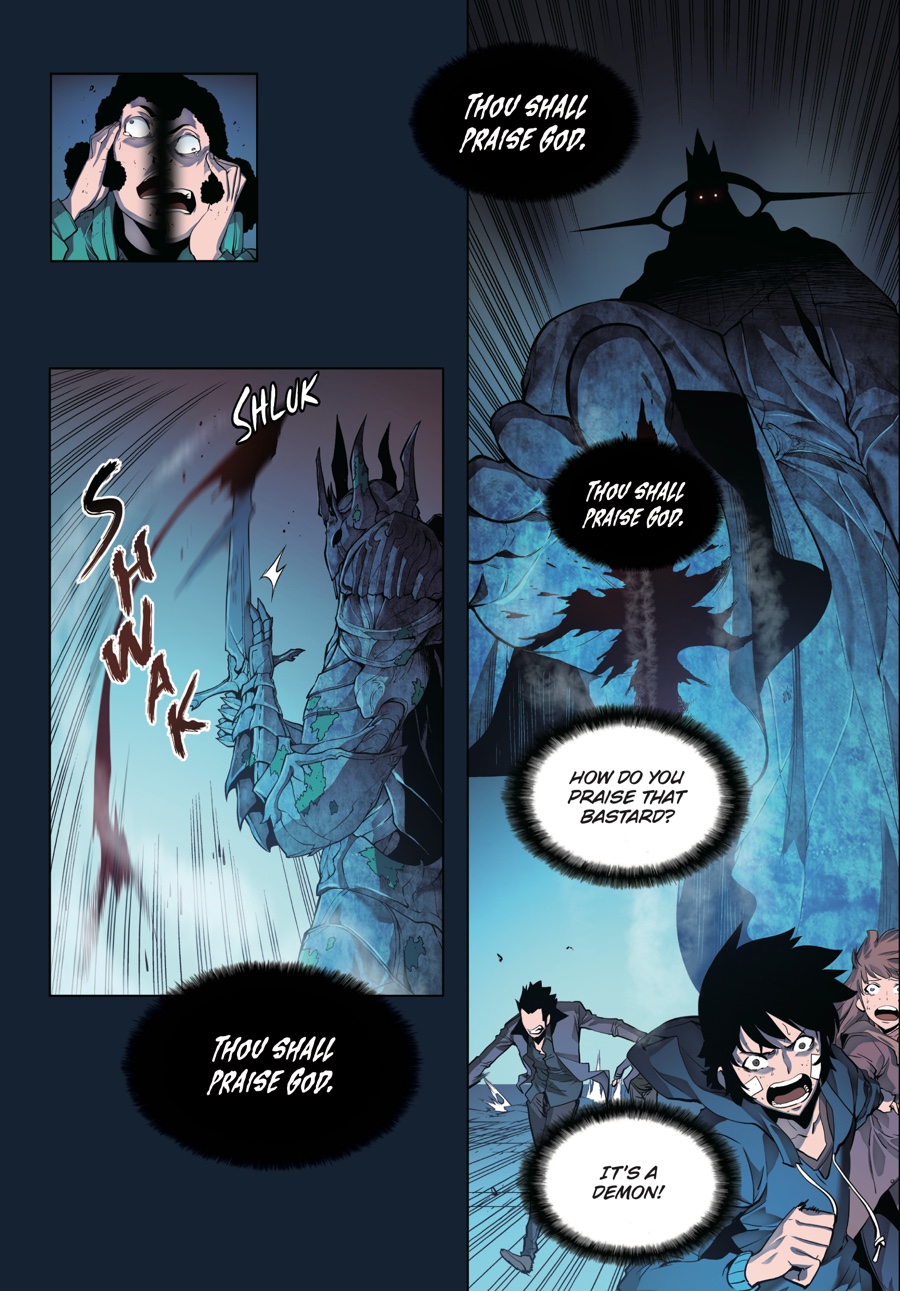 SHLUK
SHWAK
THOU SHALL
PRAISE GOD.
THOU SHALL
PRAISE GOD.
THOU SHALL
PRAISE GOD.
HOW DO YOU
PRAISE THAT
BASTARD?
IT'S A
DEMON!